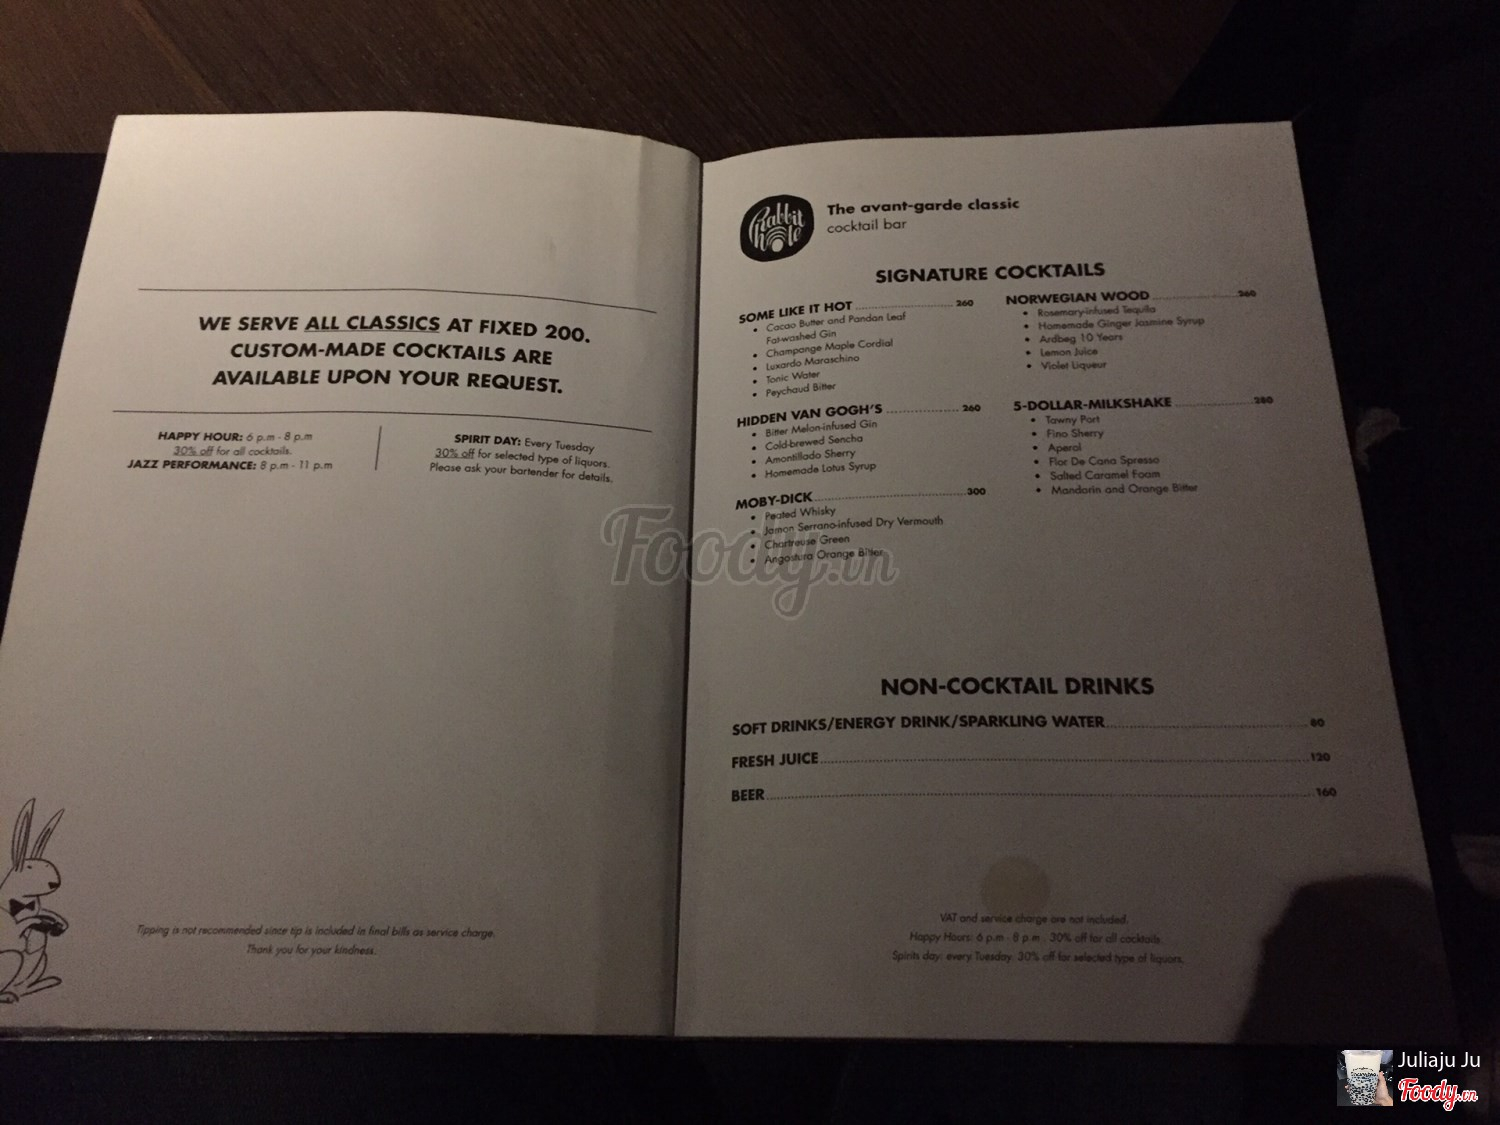 WE SERVE ALL CLASSICS AT FIXED 200.
CUSTOM-MADE COCKTAILS ARE
AVAILABLE UPON YOUR REQUEST.
HAPPY HOUR: 6 p.m - 8 p.m
30% off for all cocktails.
JAZZ PERFORMANCE: 8 p.m - 11 p.m
SPIRIT DAY: Every Tuesday
30% off for selected type of liquors.
Please ask your bartender for details.
Tipping is not recommended since tip is included in final bills as service charge.
Thank you for your kindness.
Rabbit
hole
The avant-garde classic
cocktail bar
SIGNATURE COCKTAILS
SOME LIKE IT HOT 260
• Cacao Butter and Pandan Leaf
Fat-washed Gin
• Champange Maple Cordial
• Luxardo Maraschino
• Tonic Water
• Peychaud Bitter
HIDDEN VAN GOGH'S 260
• Bitter Melon-infused Gin
• Cold-brewed Sencha
• Amontillado Sherry
• Homemade Lotus Syrup
MOBY-DICK 300
• Peated Whisky
• Jamon Serrano-infused Dry Vermouth
• Chartreuse Green
• Angostura Orange Bitter
NORWEGIAN WOOD 260
• Rosemary-infused Tequila
• Homemade Ginger Jasmine Syrup
• Ardbeg 10 Years
• Lemon Juice
• Violet Liqueur
5-DOLLAR-MILKSHAKE 280
• Tawny Port
• Fino Sherry
• Aperol
• Flor De Cana Spresso
• Salted Caramel Foam
• Mandarin and Orange Bitter
NON-COCKTAIL DRINKS
SOFT DRINKS/ENERGY DRINK/SPARKLING WATER 80
FRESH JUICE 120
BEER 160
VAT and service charge are not included.
Happy Hours: 6 p.m - 8 p.m - 30% off for all cocktails.
Spirits day: every Tuesday. 30% off for selected type of liquors.
Foody.vn
Juliaju Ju
Foody.vn